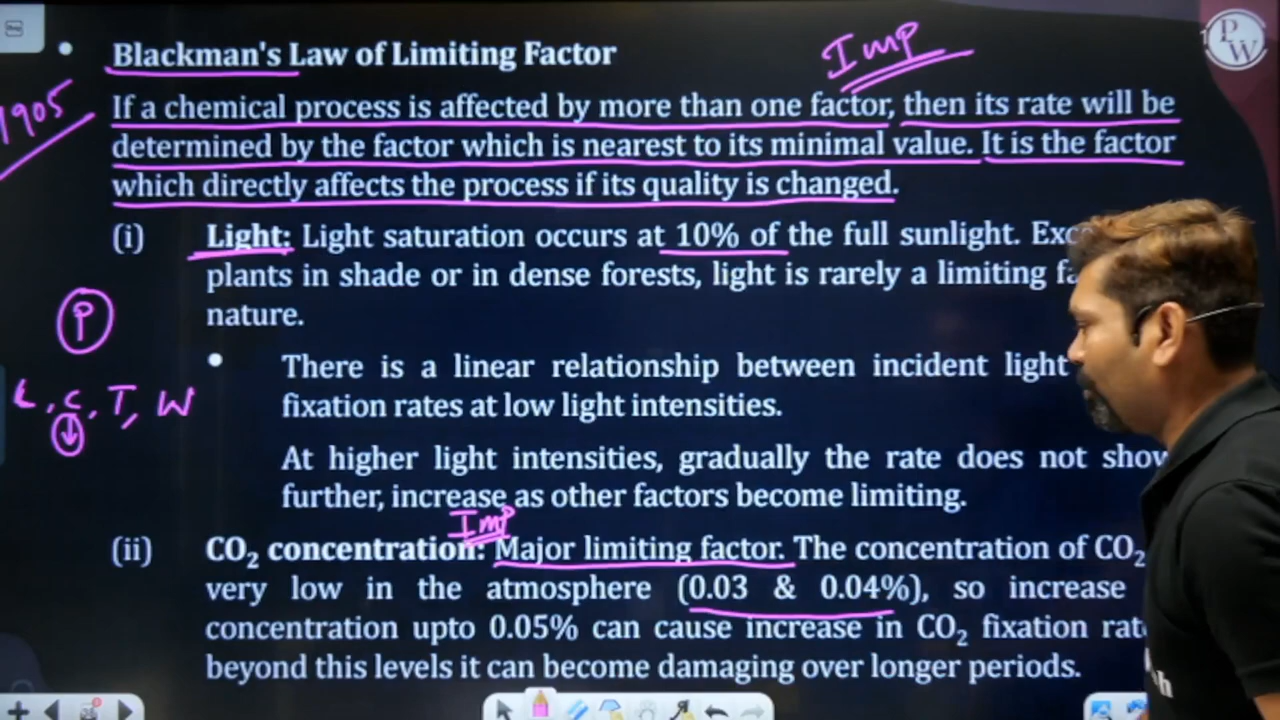 Blackman's Law of Limiting Factor
Imp
1905
If a chemical process is affected by more than one factor, then its rate will be
determined by the factor which is nearest to its minimal value. It is the factor
which directly affects the process if its quality is changed.
(i) Light: Light saturation occurs at 10% of the full sunlight.
plants in shade or in dense forests, light is rarely a limiting
nature.
P
L, C, T, W
• There is a linear relationship between incident light
fixation rates at low light intensities.
At higher light intensities, gradually the rate does not show
further, increase as other factors become limiting.
Imp
(ii) CO₂ concentration: Major limiting factor. The concentration of CO₂
very low in the atmosphere (0.03 & 0.04%), so increase
concentration upto 0.05% can cause increase in CO₂ fixation
beyond this levels it can become damaging over longer periods.
P
W